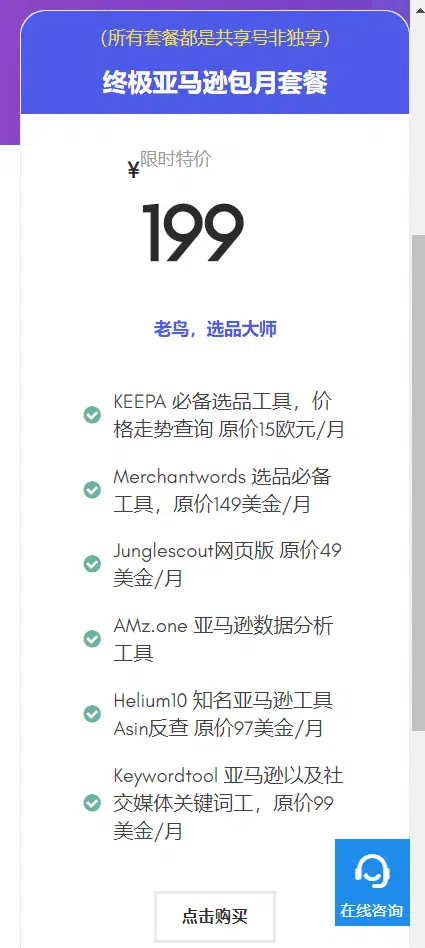 （所有套餐都是共享号非独享）
终极亚马逊包月套餐
¥限时特价
199
老鸟，选品大师
KEEPA 必备选品工具，价
格走势查询 原价15欧元/月
Merchantwords 选品必备
工具，原价149美金/月
Junglescout网页版 原价49
美金/月
AMz.one 亚马逊数据分析
工具
Helium10 知名亚马逊工具
Asin反查 原价97美金/月
Keywordtool 亚马逊以及社
交媒体关键词工，原价99
美金/月
在线咨询
点击购买